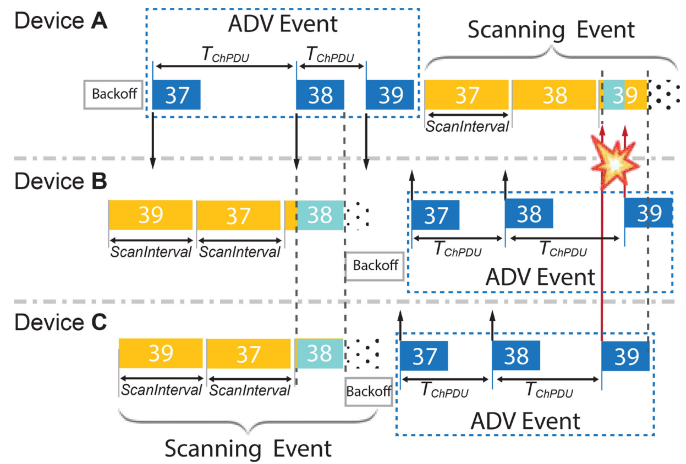 Device A
ADV Event
Scanning Event
T_ChPDU T_ChPDU
Backoff 37 38 39 37 38 39
ScanInterval
Device B
39 37 38 37 38 39
ScanInterval ScanInterval
T_ChPDU T_ChPDU
Backoff
ADV Event
Device C
39 37 38 37 38 39
ScanInterval ScanInterval
Backoff
T_ChPDU T_ChPDU
ADV Event
Scanning Event